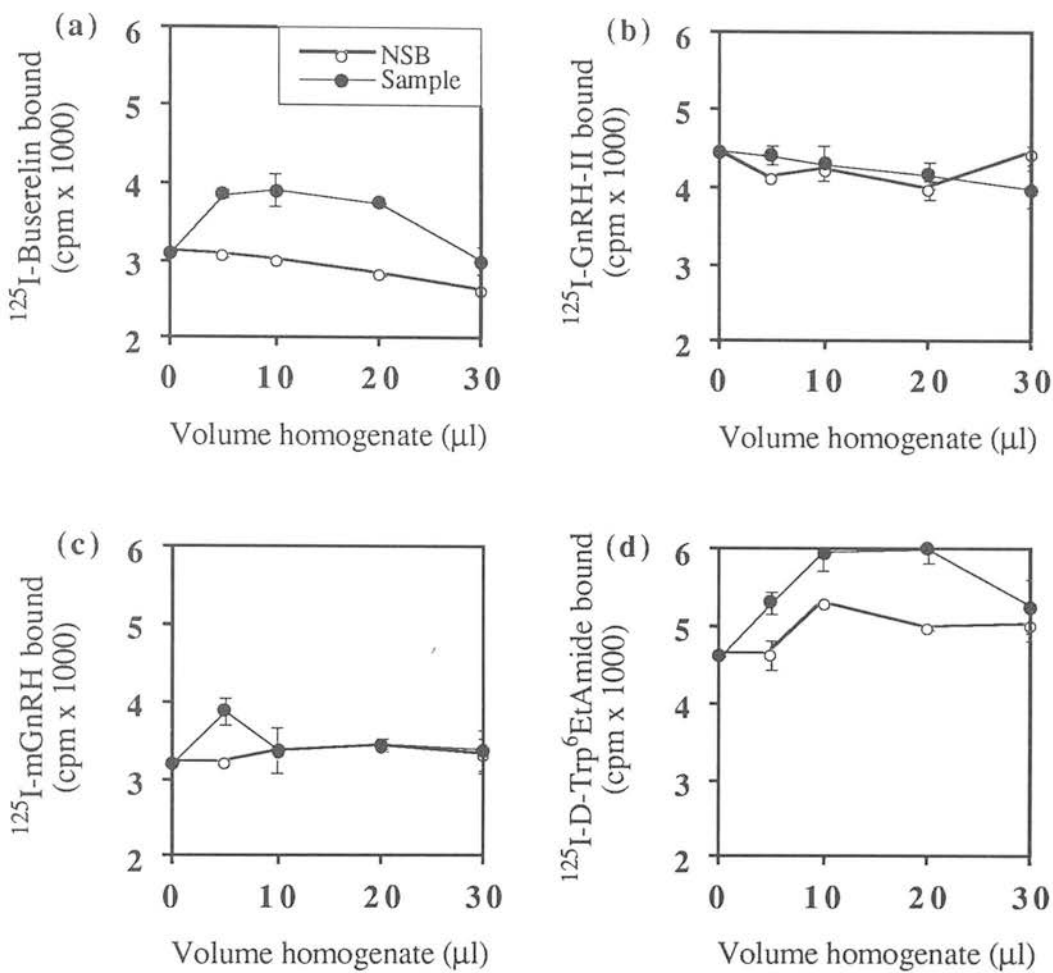 (a)
6
5
4
3
2
0
10
20
30
NSB
Sample
¹²⁵I-Buserelin bound
(cpm x 1000)
Volume homogenate (µl)
(b)
6
5
4
3
2
0
10
20
30
¹²⁵I-GnRH-II bound
(cpm x 1000)
Volume homogenate (µl)
(c)
6
5
4
3
2
0
10
20
30
¹²⁵I-mGnRH bound
(cpm x 1000)
Volume homogenate (µl)
(d)
6
5
4
3
2
0
10
20
30
¹²⁵I-D-Trp⁶EtAmide bound
(cpm x 1000)
Volume homogenate (µl)